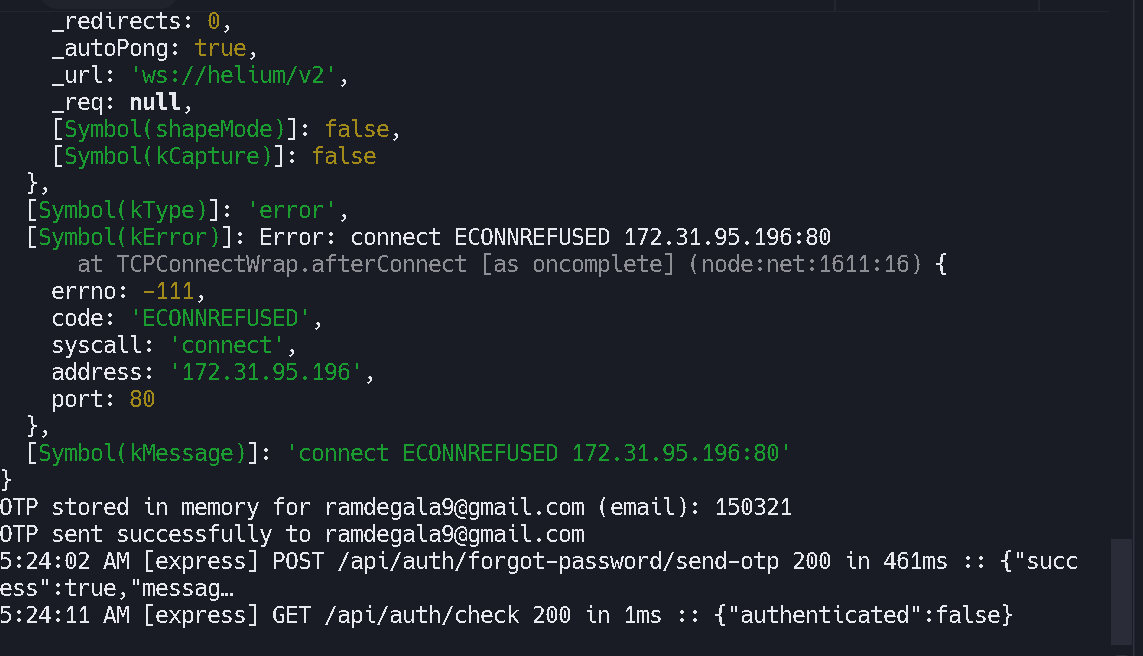 _redirects: 0,
_autoPong: true,
_url: 'ws://helium/v2',
_req: null,
[Symbol(shapeMode)]: false,
[Symbol(kCapture)]: false
},
[Symbol(kType)]: 'error',
[Symbol(kError)]: Error: connect ECONNREFUSED 172.31.95.196:80
at TCPConnectWrap.afterConnect [as oncomplete] (node:net:1611:16) {
errno: -111,
code: 'ECONNREFUSED',
syscall: 'connect',
address: '172.31.95.196',
port: 80
},
[Symbol(kMessage)]: 'connect ECONNREFUSED 172.31.95.196:80'
}
OTP stored in memory for ramdegala9@gmail.com (email): 150321
OTP sent successfully to ramdegala9@gmail.com
5:24:02 AM [express] POST /api/auth/forgot-password/send-otp 200 in 461ms :: {"succ
ess":true,"messag…
5:24:11 AM [express] GET /api/auth/check 200 in 1ms :: {"authenticated":false}